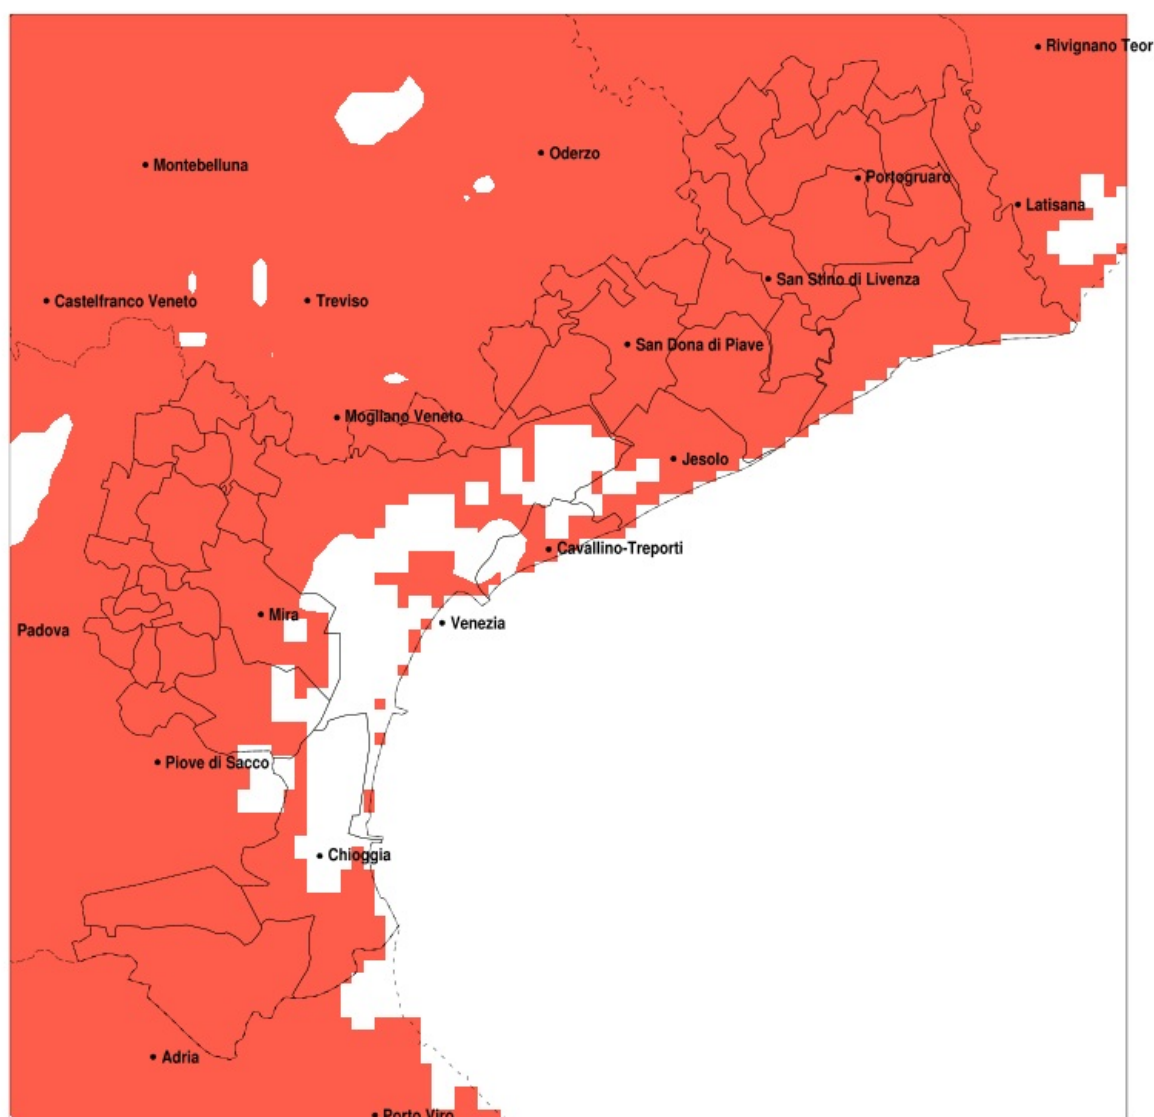 Rivignano Teor
Oderzo
Montebelluna
Portogruaro
Latisana
San Stino di Livenza
Castelfranco Veneto
Treviso
San Dona di Piave
Mogliano Veneto
Jesolo
Cavallino-Treporti
Mira
Venezia
Padova
Piove di Sacco
Chioggia
Adria
Porto Viro